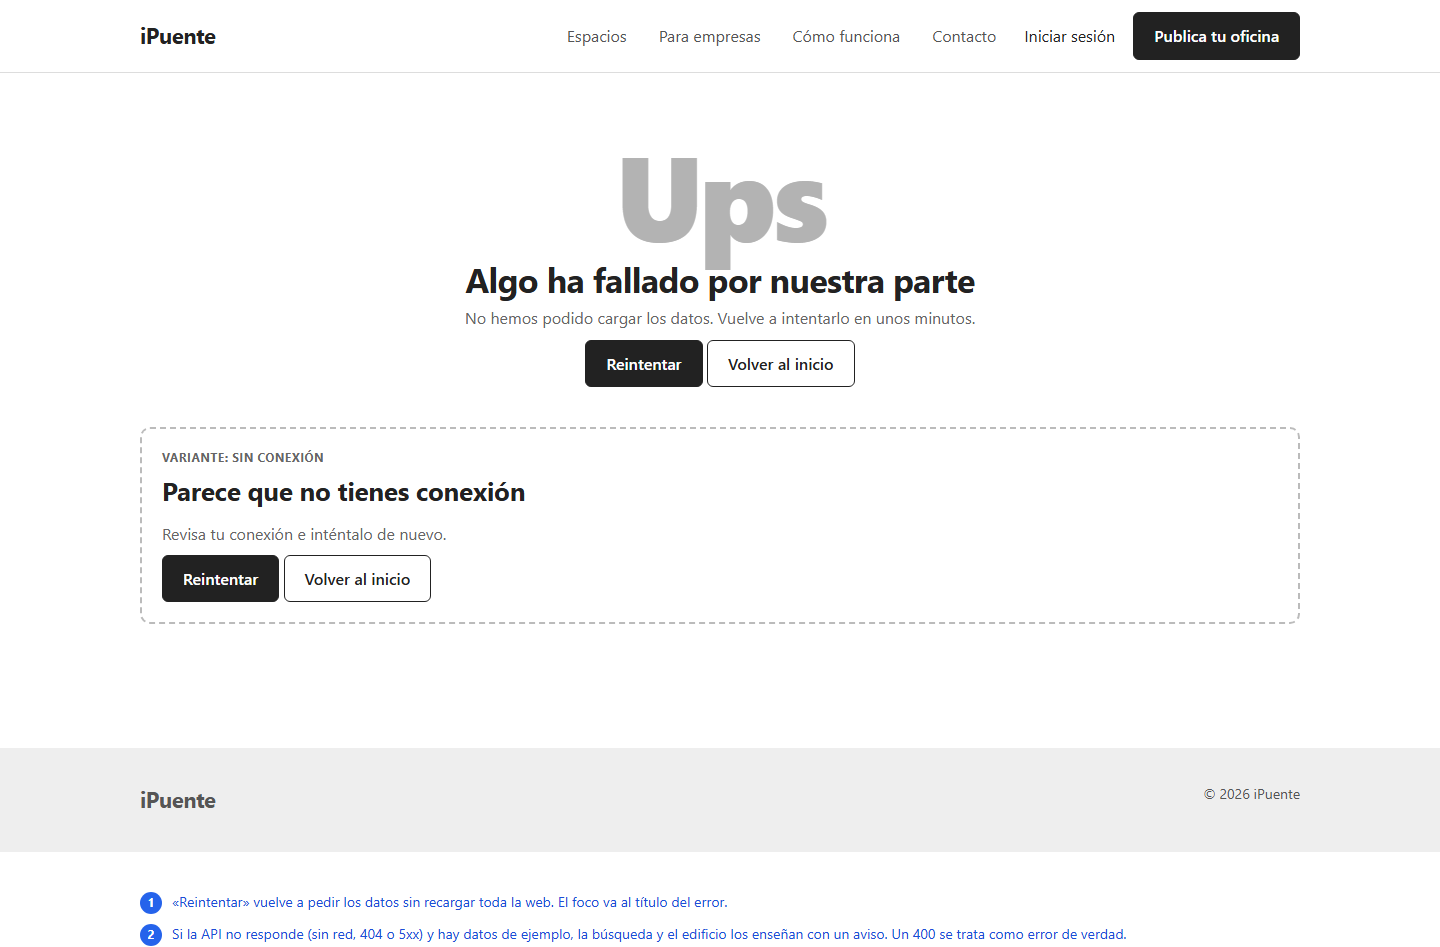 iPuente
Espacios
Para empresas
Cómo funciona
Contacto
Iniciar sesión
Publica tu oficina
Ups
Algo ha fallado por nuestra parte
No hemos podido cargar los datos. Vuelve a intentarlo en unos minutos.
Reintentar
Volver al inicio
VARIANTE: SIN CONEXIÓN
Parece que no tienes conexión
Revisa tu conexión e inténtalo de nuevo.
Reintentar
Volver al inicio
iPuente
© 2026 iPuente
1 «Reintentar» vuelve a pedir los datos sin recargar toda la web. El foco va al título del error.
2 Si la API no responde (sin red, 404 o 5xx) y hay datos de ejemplo, la búsqueda y el edificio los enseñan con un aviso. Un 400 se trata como error de verdad.